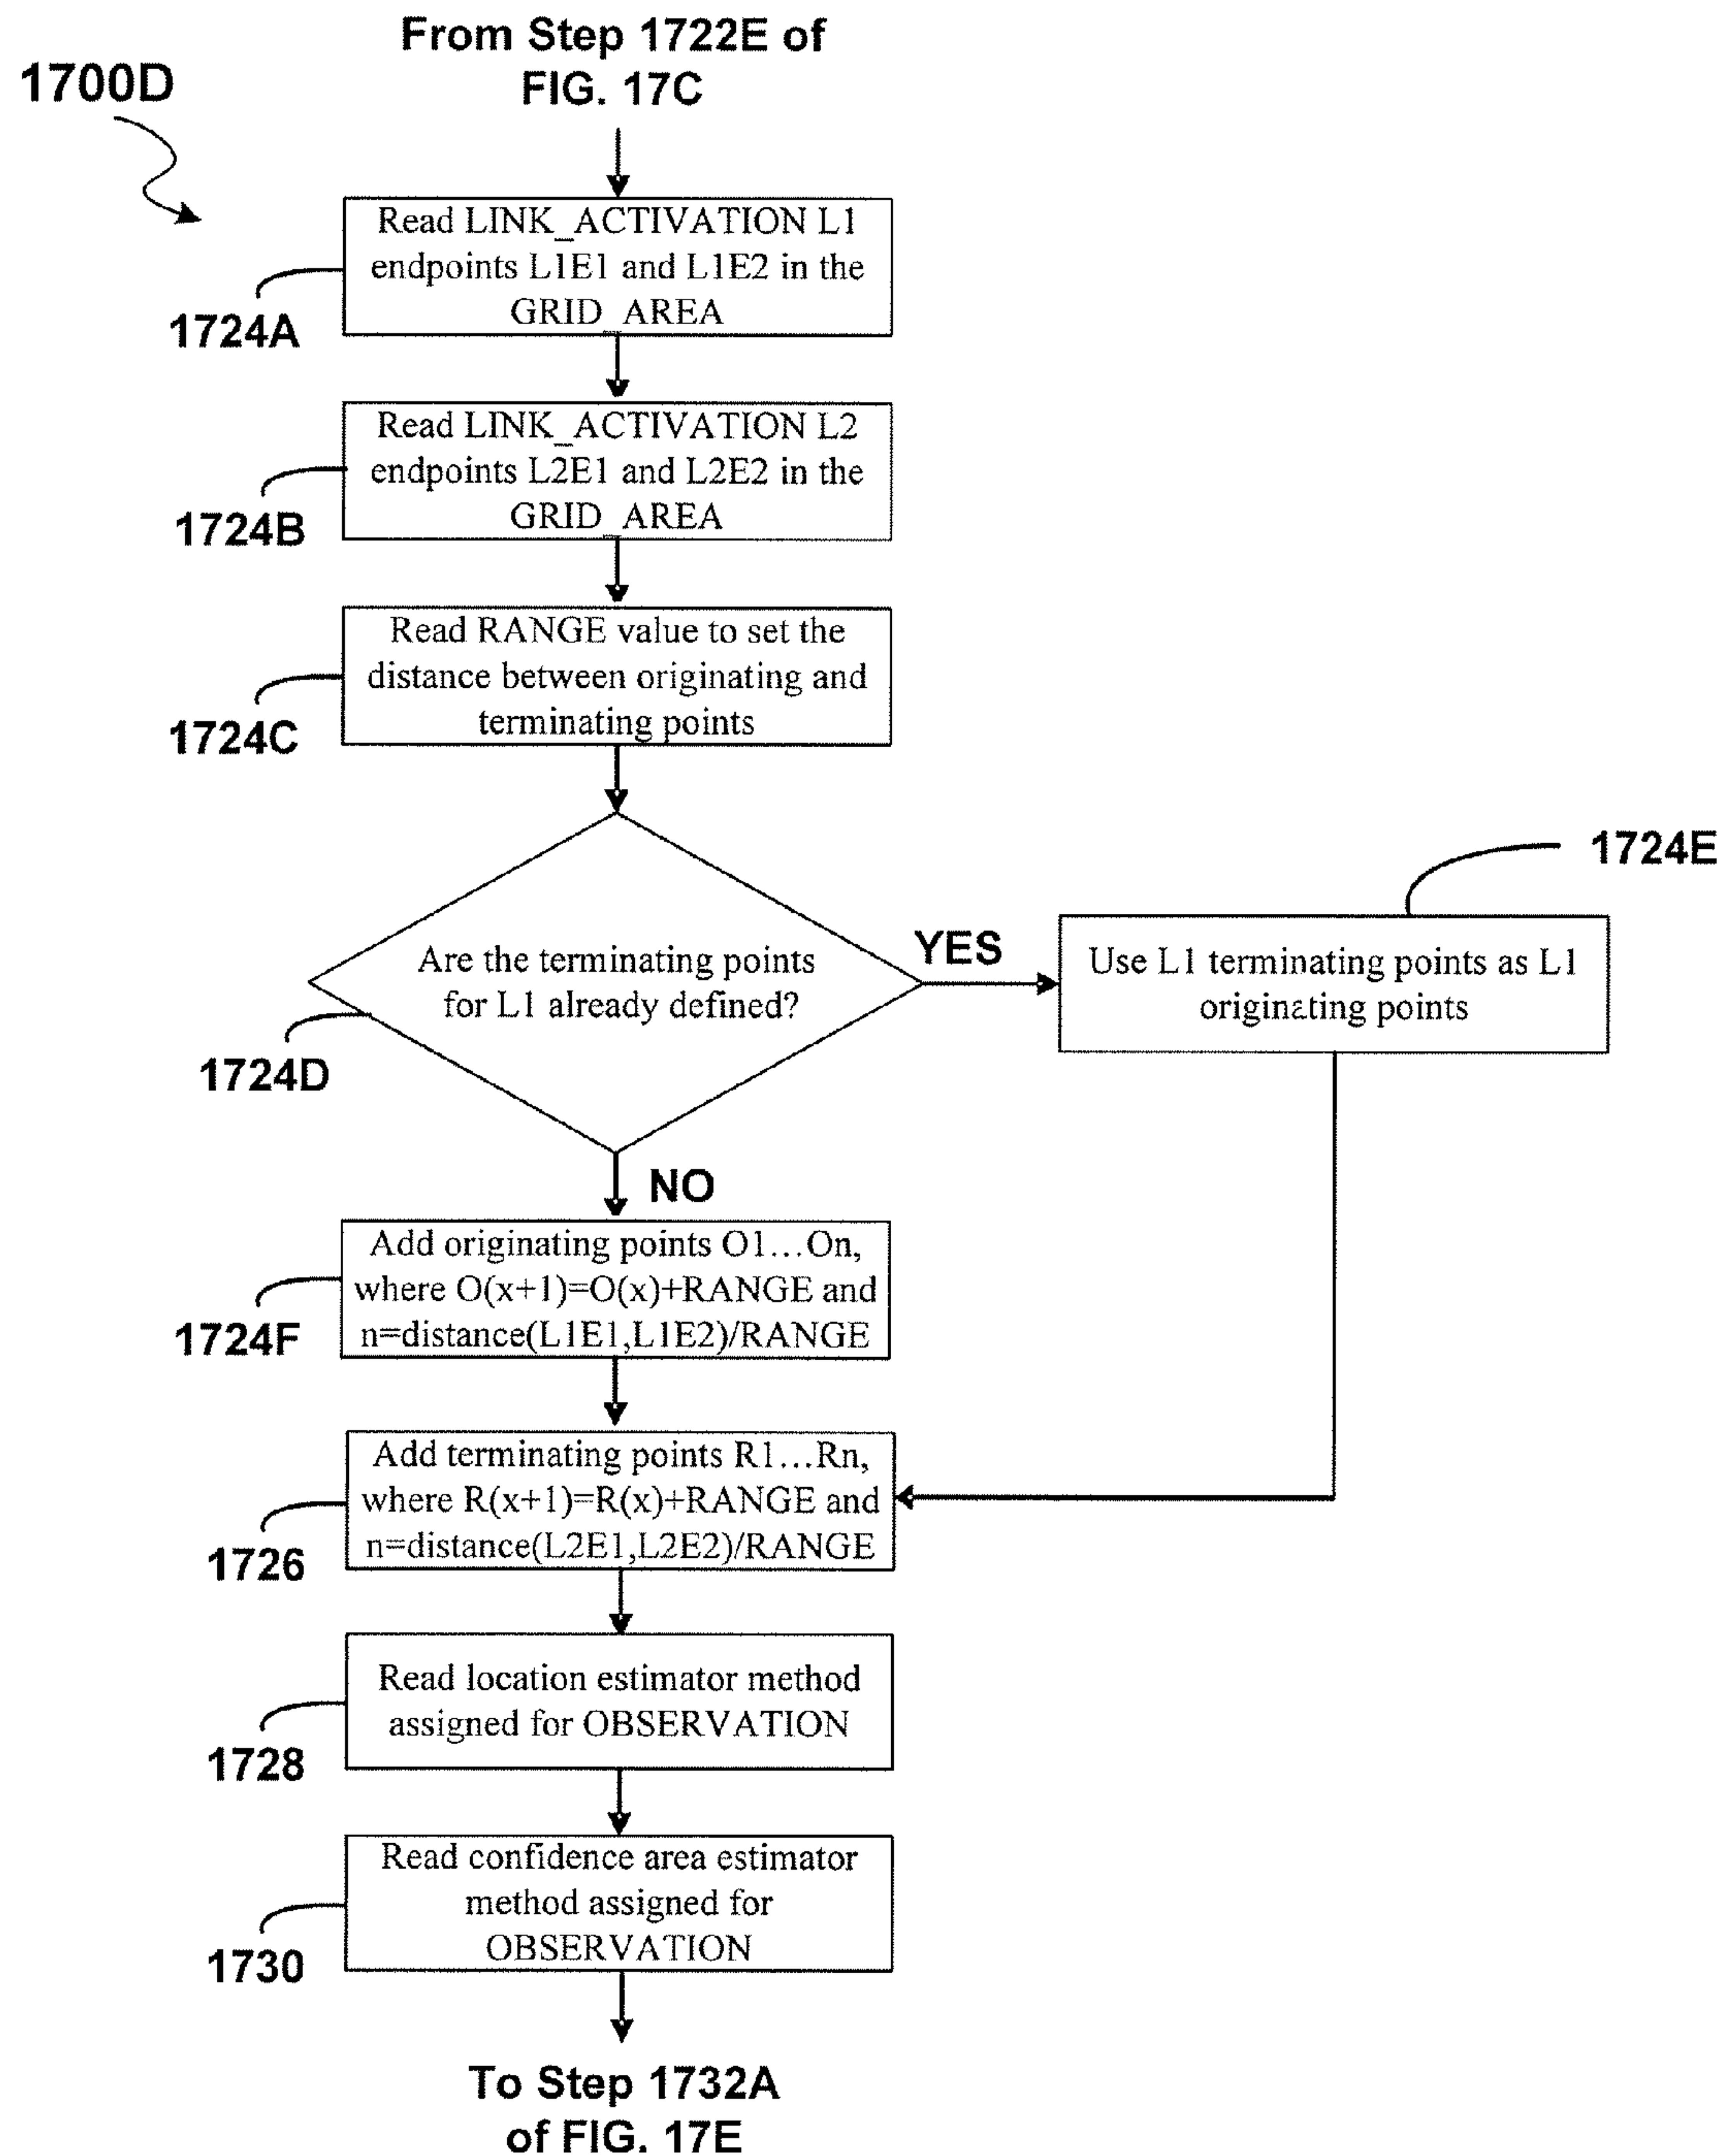 From Step 1722E of
FIG. 17C
1700D
Read LINK_ACTIVATION L1
endpoints L1E1 and L1E2 in the
GRID_AREA
1724A
Read LINK_ACTIVATION L2
endpoints L2E1 and L2E2 in the
GRID_AREA
1724B
Read RANGE value to set the
distance between originating and
terminating points
1724C
Are the terminating points
for L1 already defined?
1724D
YES
1724E
Use L1 terminating points as L1
originating points
NO
Add originating points O1...On,
where O(x+1)=O(x)+RANGE and
n=distance(L1E1,L1E2)/RANGE
1724F
Add terminating points R1...Rn,
where R(x+1)=R(x)+RANGE and
n=distance(L2E1,L2E2)/RANGE
1726
Read location estimator method
assigned for OBSERVATION
1728
Read confidence area estimator
method assigned for
OBSERVATION
1730
To Step 1732A
of FIG. 17E